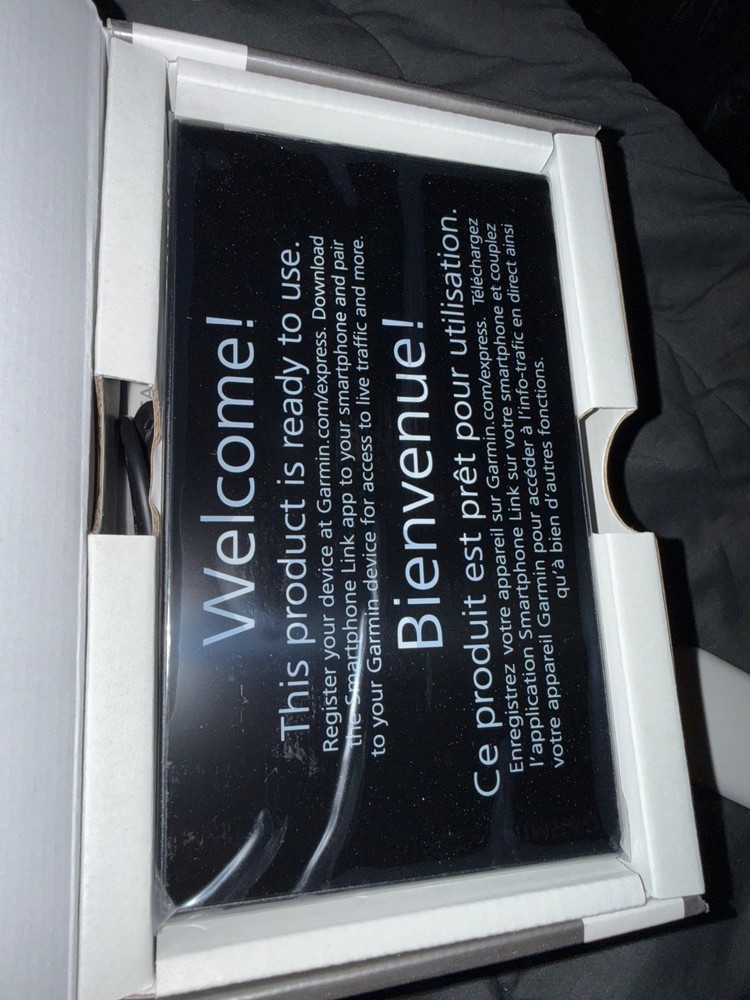 Welcome!
This product is ready to use.
Register your device at Garmin.com/express. Download
the Smartphone Link app to your smartphone and pair
to your Garmin device for access to live traffic and more.
Bienvenue!
Ce produit est prêt pour utilisation.
Enregistrez votre appareil sur Garmin.com/express. Téléchargez
l'application Smartphone Link sur votre smartphone et couplez
votre appareil Garmin pour accéder à l'info-trafic en direct ainsi
qu'à bien d'autres fonctions.